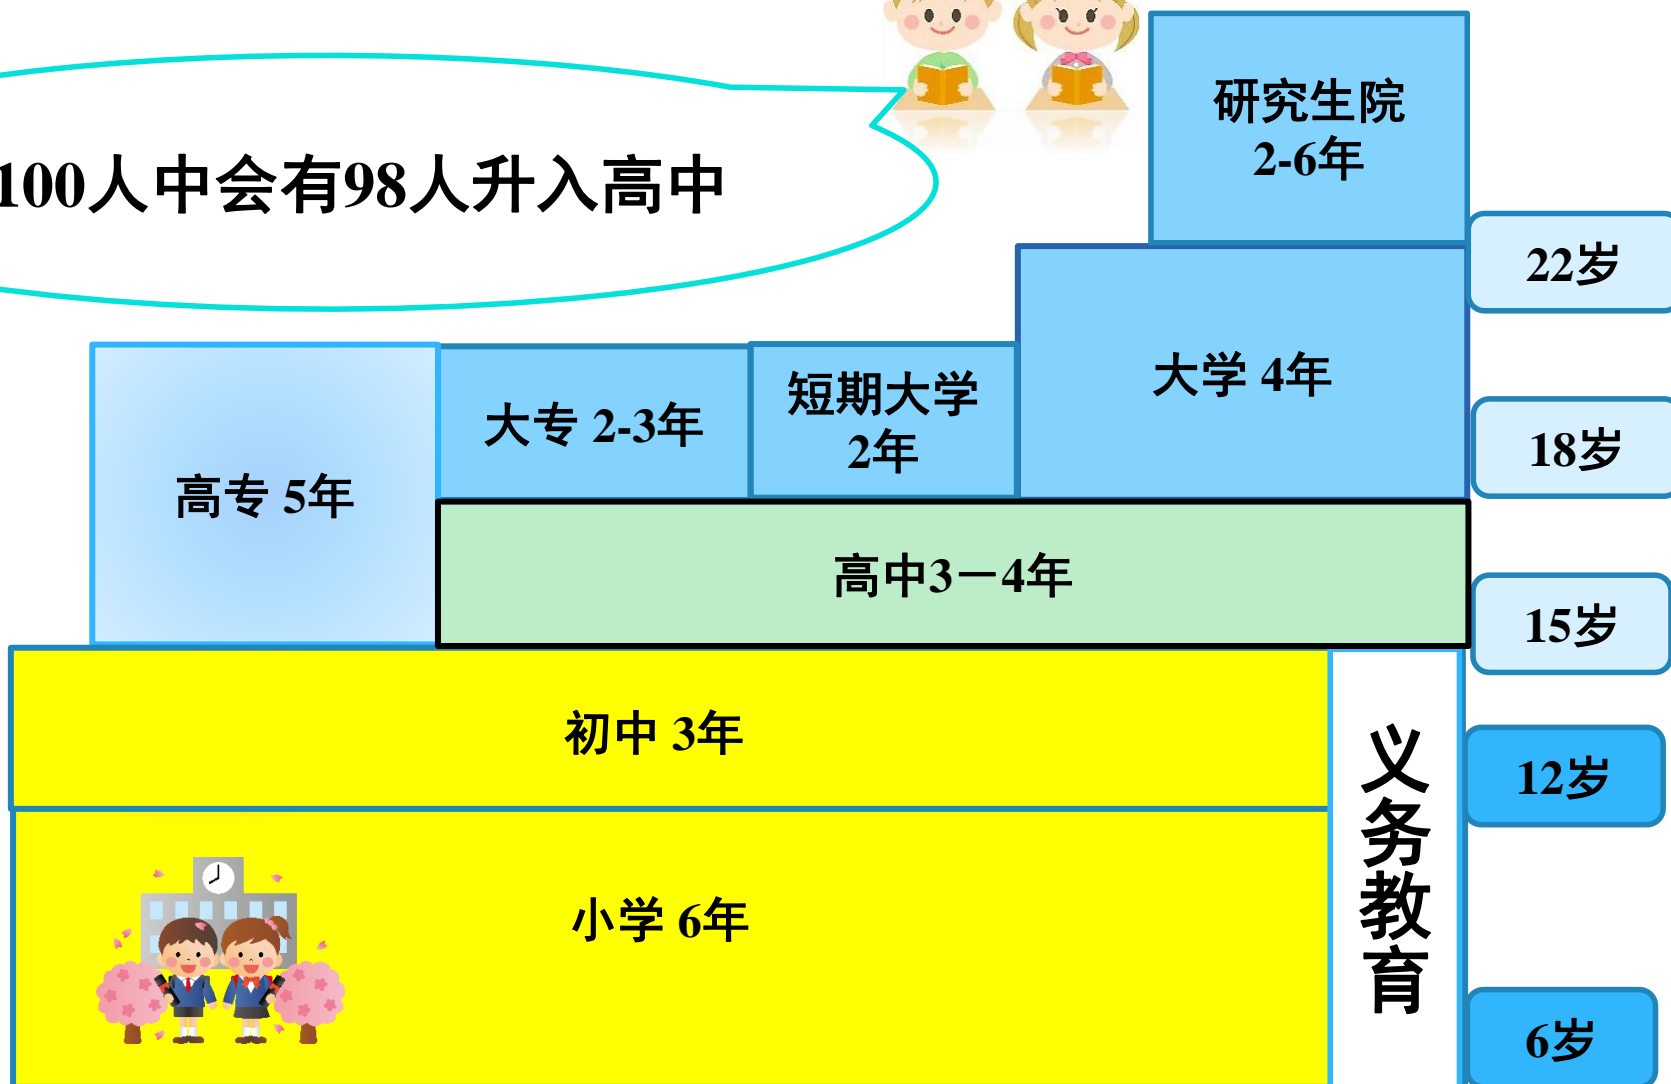 100人中会有98人升入高中
研究生院
2-6年
22岁
大学 4年
短期大学
2年
大专 2-3年
高专 5年
18岁
高中3－4年
15岁
初中 3年
义务教育
12岁
小学 6年
6岁